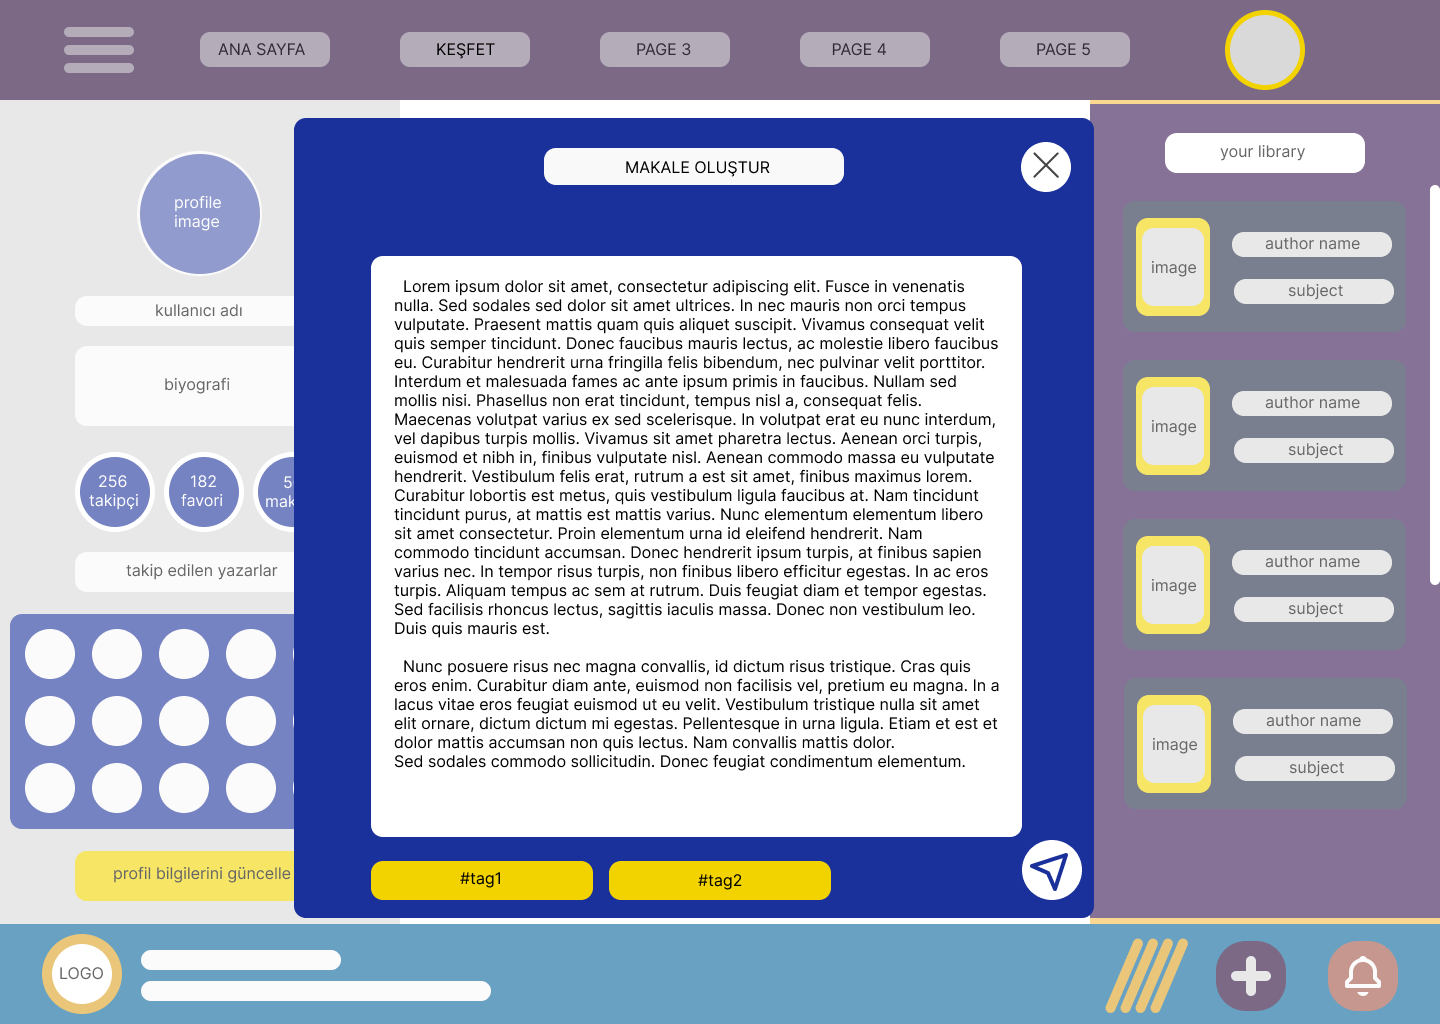 ANA SAYFA
KEŞFET
PAGE 3
PAGE 4
PAGE 5
profile
image
kullanıcı adı
biyografi
256
takipçi
182
favori
takip edilen yazarlar
profil bilgilerini güncelle
MAKALE OLUŞTUR
Lorem ipsum dolor sit amet, consectetur adipiscing elit. Fusce in venenatis
nulla. Sed sodales sed dolor sit amet ultrices. In nec mauris non orci tempus
vulputate. Praesent mattis quam quis aliquet suscipit. Vivamus consequat velit
quis semper tincidunt. Donec faucibus mauris lectus, ac molestie libero faucibus
eu. Curabitur hendrerit urna fringilla felis bibendum, nec pulvinar velit porttitor.
Interdum et malesuada fames ac ante ipsum primis in faucibus. Nullam sed
mollis nisi. Phasellus non erat tincidunt, tempus nisl a, consequat felis.
Maecenas volutpat varius ex sed scelerisque. In volutpat erat eu nunc interdum,
vel dapibus turpis mollis. Vivamus sit amet pharetra lectus. Aenean orci turpis,
euismod et nibh in, finibus vulputate nisl. Aenean commodo massa eu vulputate
hendrerit. Vestibulum felis erat, rutrum a est sit amet, finibus maximus lorem.
Curabitur lobortis est metus, quis vestibulum ligula faucibus at. Nam tincidunt
tincidunt purus, at mattis est mattis varius. Nunc elementum elementum libero
sit amet consectetur. Proin elementum urna id eleifend hendrerit. Nam
commodo tincidunt accumsan. Donec hendrerit ipsum turpis, at finibus sapien
varius nec. In tempor risus turpis, non finibus libero efficitur egestas. In ac eros
turpis. Aliquam tempus ac sem at rutrum. Duis feugiat diam et tempor egestas.
Sed facilisis rhoncus lectus, sagittis iaculis massa. Donec non vestibulum leo.
Duis quis mauris est.
Nunc posuere risus nec magna convallis, id dictum risus tristique. Cras quis
eros enim. Curabitur diam ante, euismod non facilisis vel, pretium eu magna. In a
lacus vitae eros feugiat euismod ut eu velit. Vestibulum tristique nulla sit amet
elit ornare, dictum dictum mi egestas. Pellentesque in urna ligula. Etiam et est et
dolor mattis accumsan non quis lectus. Nam convallis mattis dolor.
Sed sodales commodo sollicitudin. Donec feugiat condimentum elementum.
#tag1
#tag2
your library
image
author name
subject
image
author name
subject
image
author name
subject
image
author name
subject
LOGO